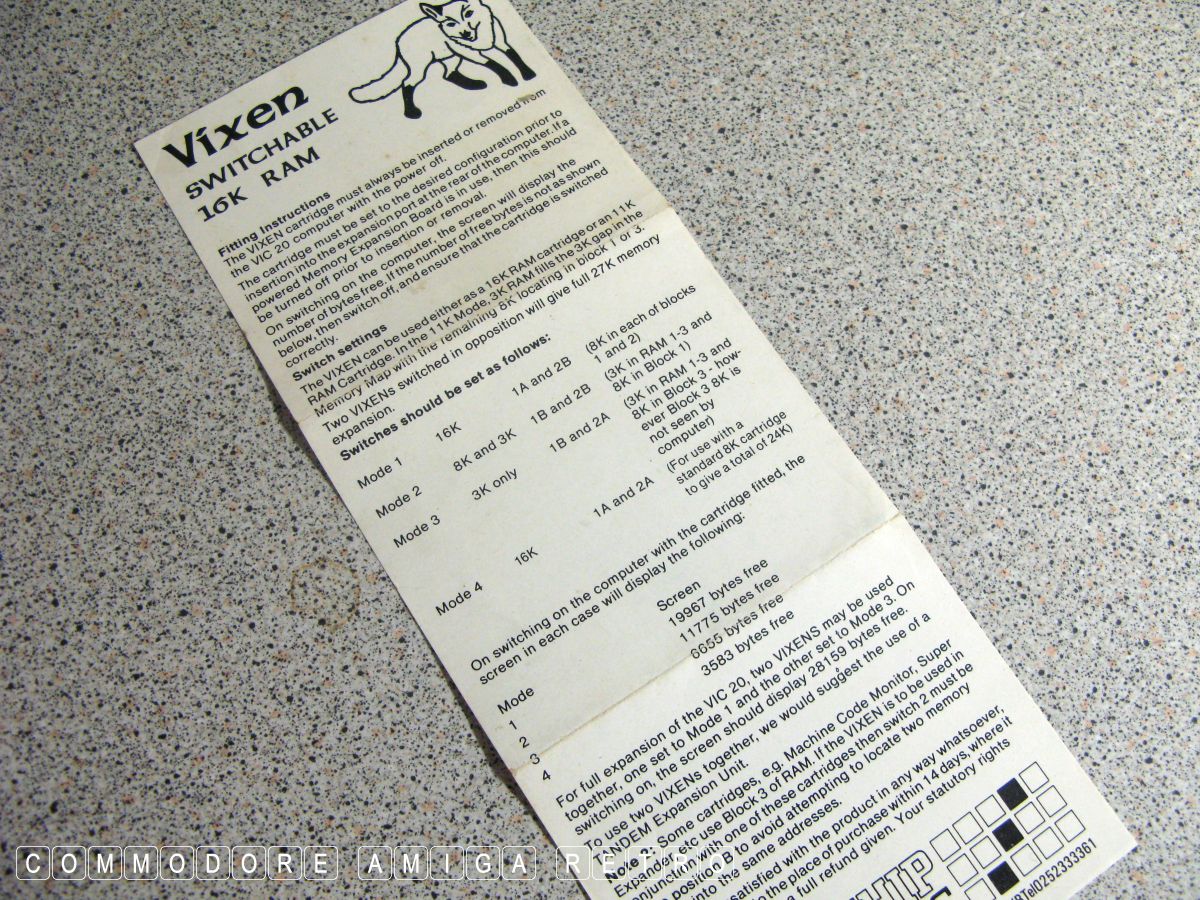 Vixen
SWITCHABLE
16K RAM
Fitting Instructions
The VIXEN cartridge must always be inserted or removed from
the VIC 20 computer with the power off.
The cartridge must be set to the desired configuration prior to
insertion into the expansion port at the rear of the computer. If a
powered Memory Expansion Board is in use, then this should
be turned off prior to insertion or removal.
On switching on the computer, the screen will display the
number of bytes free. If the number of free bytes is not as shown
below, then switch off, and ensure that the cartridge is switched
correctly.
Switch settings
The VIXEN can be used either as a 16K RAM cartridge or an 11K
RAM Cartridge. In the 11K Mode, 3K RAM fills the 3K gap in the
Memory Map with the remaining 8K locating in block 1 or 3.
Two VIXENs switched in opposition will give full 27K memory
expansion.
Switches should be set as follows:
Mode 1 16K 1A and 2B (8K in each of blocks
1 and 2)
Mode 2 8K and 3K 1B and 2B (3K in RAM 1-3 and
8K in Block 1)
Mode 3 3K only 1B and 2A (3K in RAM 1-3 and
8K in Block 3 - how-
ever Block 3 8K is
not seen by
computer)
Mode 4 16K 1A and 2A (For use with a
standard 8K cartridge
to give a total of 24K)
On switching on the computer with the cartridge fitted, the
screen in each case will display the following:
Mode Screen
1 19967 bytes free
2 11775 bytes free
3 6655 bytes free
4 3583 bytes free
For full expansion of the VIC 20, two VIXENS may be used
together, one set to Mode 1 and the other set to Mode 3. On
switching on, the screen should display 28159 bytes free.
To use two VIXENs together, we would suggest the use of a
TANDEM Expansion Unit.
Note: Some cartridges, e.g. Machine Code Monitor, Super
Expander etc use Block 3 of RAM. If the VIXEN is to be used in
conjunction with one of these cartridges then switch 2 must be
position to avoid attempting to locate two memory
into the same addresses.
satisfied with the product in any way whatsoever,
to the place of purchase within 14 days, where it
a full refund given. Your statutory rights
Tel 0252333361
COMMODORE AMIGA RETRO